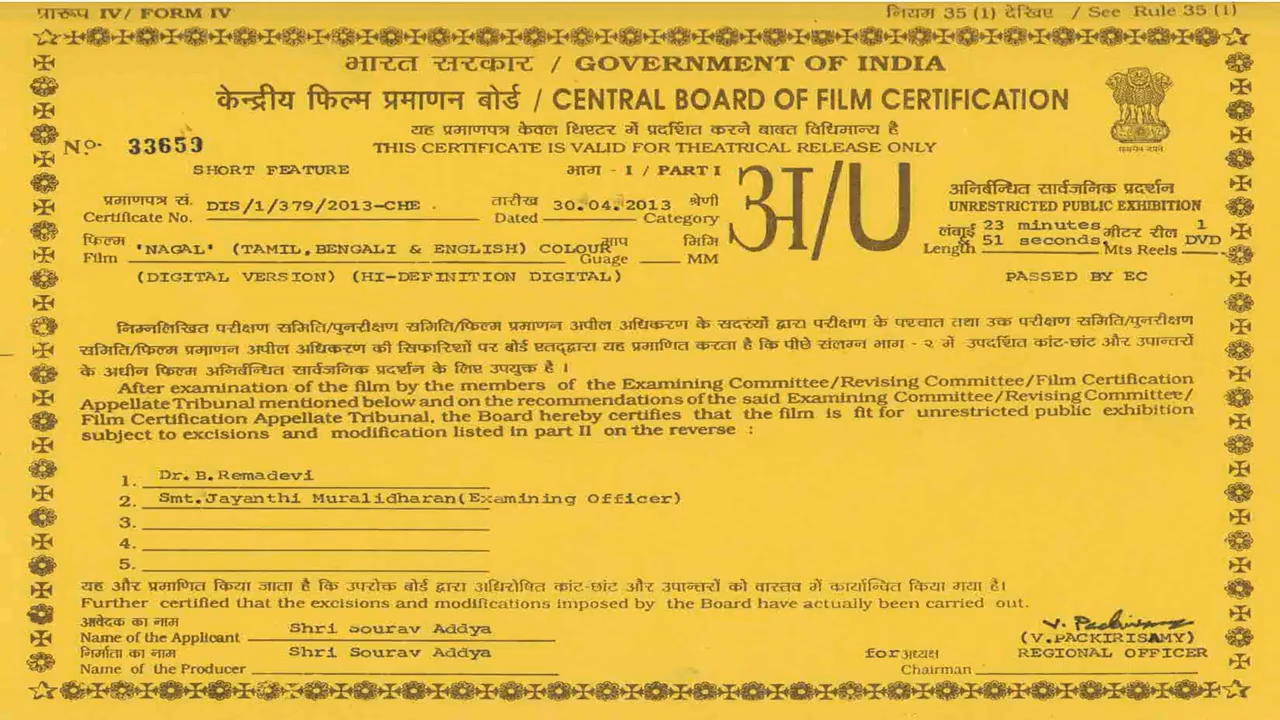 प्रारूप IV/ FORM IV
नियम 35 (1) देखिए / See Rule 35 (1)
भारत सरकार / GOVERNMENT OF INDIA
केन्द्रीय फिल्म प्रमाणन बोर्ड / CENTRAL BOARD OF FILM CERTIFICATION
यह प्रमाणपत्र केवल थिएटर में प्रदर्शित करने बाबत विधिमान्य है
No. 33659 THIS CERTIFICATE IS VALID FOR THEATRICAL RELEASE ONLY
SHORT FEATURE भाग - I / PART I
अ/U
अनिर्बन्धित सार्वजनिक प्रदर्शन
UNRESTRICTED PUBLIC EXHIBITION
प्रमाणपत्र सं. DIS/1/379/2013-CHE . तारीख 30.04.2013 श्रेणी
Certificate No. Dated Category
लंबाई 23 minutes मीटर रील 1
& 51 seconds. DVD
Length Mts Reels
फिल्म 'NAGAL' (TAMIL,BENGALI & ENGLISH) COLOUR माप मिमि
Film Guage MM
(DIGITAL VERSION) (HI-DEFINITION DIGITAL)
PASSED BY EC
निम्नलिखित परीक्षण समिति/पुनरीक्षण समिति/फिल्म प्रमाणन अपील अधिकरण के सदस्यों द्वारा परीक्षण के पश्चात तथा उक्त परीक्षण समिति/पुनरीक्षण
समिति/फिल्म प्रमाणन अपील अधिकरण की सिफारिशों पर बोर्ड एतद्द्वारा यह प्रमाणित करता है कि पीछे संलग्न भाग - २ में उपदर्शित कांट-छांट और उपान्तरों
के अधीन फिल्म अनिर्बन्धित सार्वजनिक प्रदर्शन के लिए उपयुक्त है ।
After examination of the film by the members of the Examining Committee/Revising Committee/Film Certification
Appellate Tribunal mentioned below and on the recommendations of the said Examining Committee/Revising Committee/
Film Certification Appellate Tribunal, the Board hereby certifies that the film is fit for unrestricted public exhibition
subject to excisions and modification listed in part II on the reverse :
1. Dr.B.Remadevi
2. Smt.Jayanthi Muralidharan(Examining Officer)
3.
4.
5.
यह और प्रमाणित किया जाता है कि उपरोक्त बोर्ड द्वारा अधिरोपित कांट-छांट और उपान्तरों को वास्तव में कार्यान्वित किया गया है।
Further certified that the excisions and modifications imposed by the Board have actually been carried out.
आवेदक का नाम
Name of the Applicant Shri Sourav Addya
निर्माता का नाम Shri Sourav Addya
Name of the Producer
V. Packirisamy
(V.PACKIRISAMY)
for अध्यक्ष REGIONAL OFFICER
Chairman